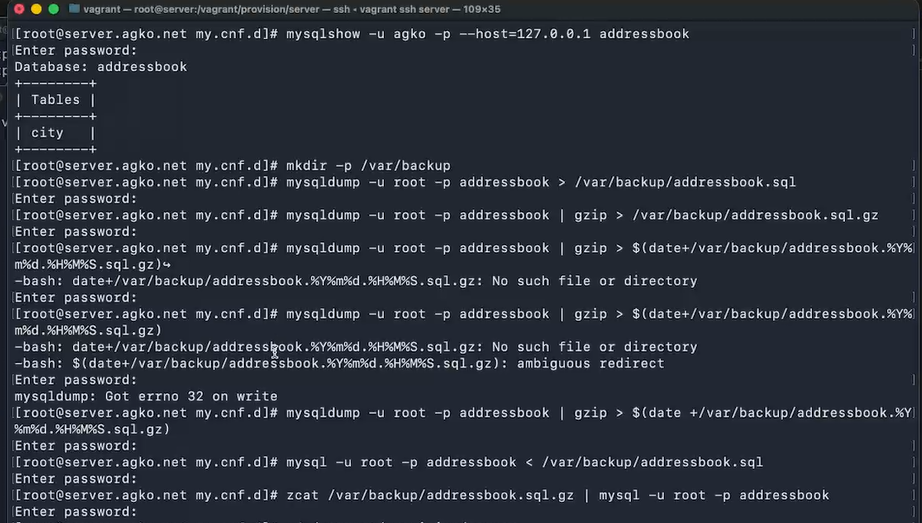 vagrant — root@server:/vagrant/provision/server — ssh ◂ vagrant ssh server — 109×35
[root@server.agko.net my.cnf.d]# mysqlshow -u agko -p --host=127.0.0.1 addressbook
Enter password:
Database: addressbook
+--------+
| Tables |
+--------+
| city   |
+--------+
[root@server.agko.net my.cnf.d]# mkdir -p /var/backup
[root@server.agko.net my.cnf.d]# mysqldump -u root -p addressbook > /var/backup/addressbook.sql
Enter password:
[root@server.agko.net my.cnf.d]# mysqldump -u root -p addressbook | gzip > /var/backup/addressbook.sql.gz
Enter password:
[root@server.agko.net my.cnf.d]# mysqldump -u root -p addressbook | gzip > $(date+/var/backup/addressbook.%Y%
m%d.%H%M%S.sql.gz)↪
-bash: date+/var/backup/addressbook.%Y%m%d.%H%M%S.sql.gz: No such file or directory
Enter password:
[root@server.agko.net my.cnf.d]# mysqldump -u root -p addressbook | gzip > $(date+/var/backup/addressbook.%Y%
m%d.%H%M%S.sql.gz)
-bash: date+/var/backup/addressbook.%Y%m%d.%H%M%S.sql.gz: No such file or directory
-bash: $(date+/var/backup/addressbook.%Y%m%d.%H%M%S.sql.gz): ambiguous redirect
Enter password:
mysqldump: Got errno 32 on write
[root@server.agko.net my.cnf.d]# mysqldump -u root -p addressbook | gzip > $(date +/var/backup/addressbook.%Y
%m%d.%H%M%S.sql.gz)
Enter password:
[root@server.agko.net my.cnf.d]# mysql -u root -p addressbook < /var/backup/addressbook.sql
Enter password:
[root@server.agko.net my.cnf.d]# zcat /var/backup/addressbook.sql.gz | mysql -u root -p addressbook
Enter password: